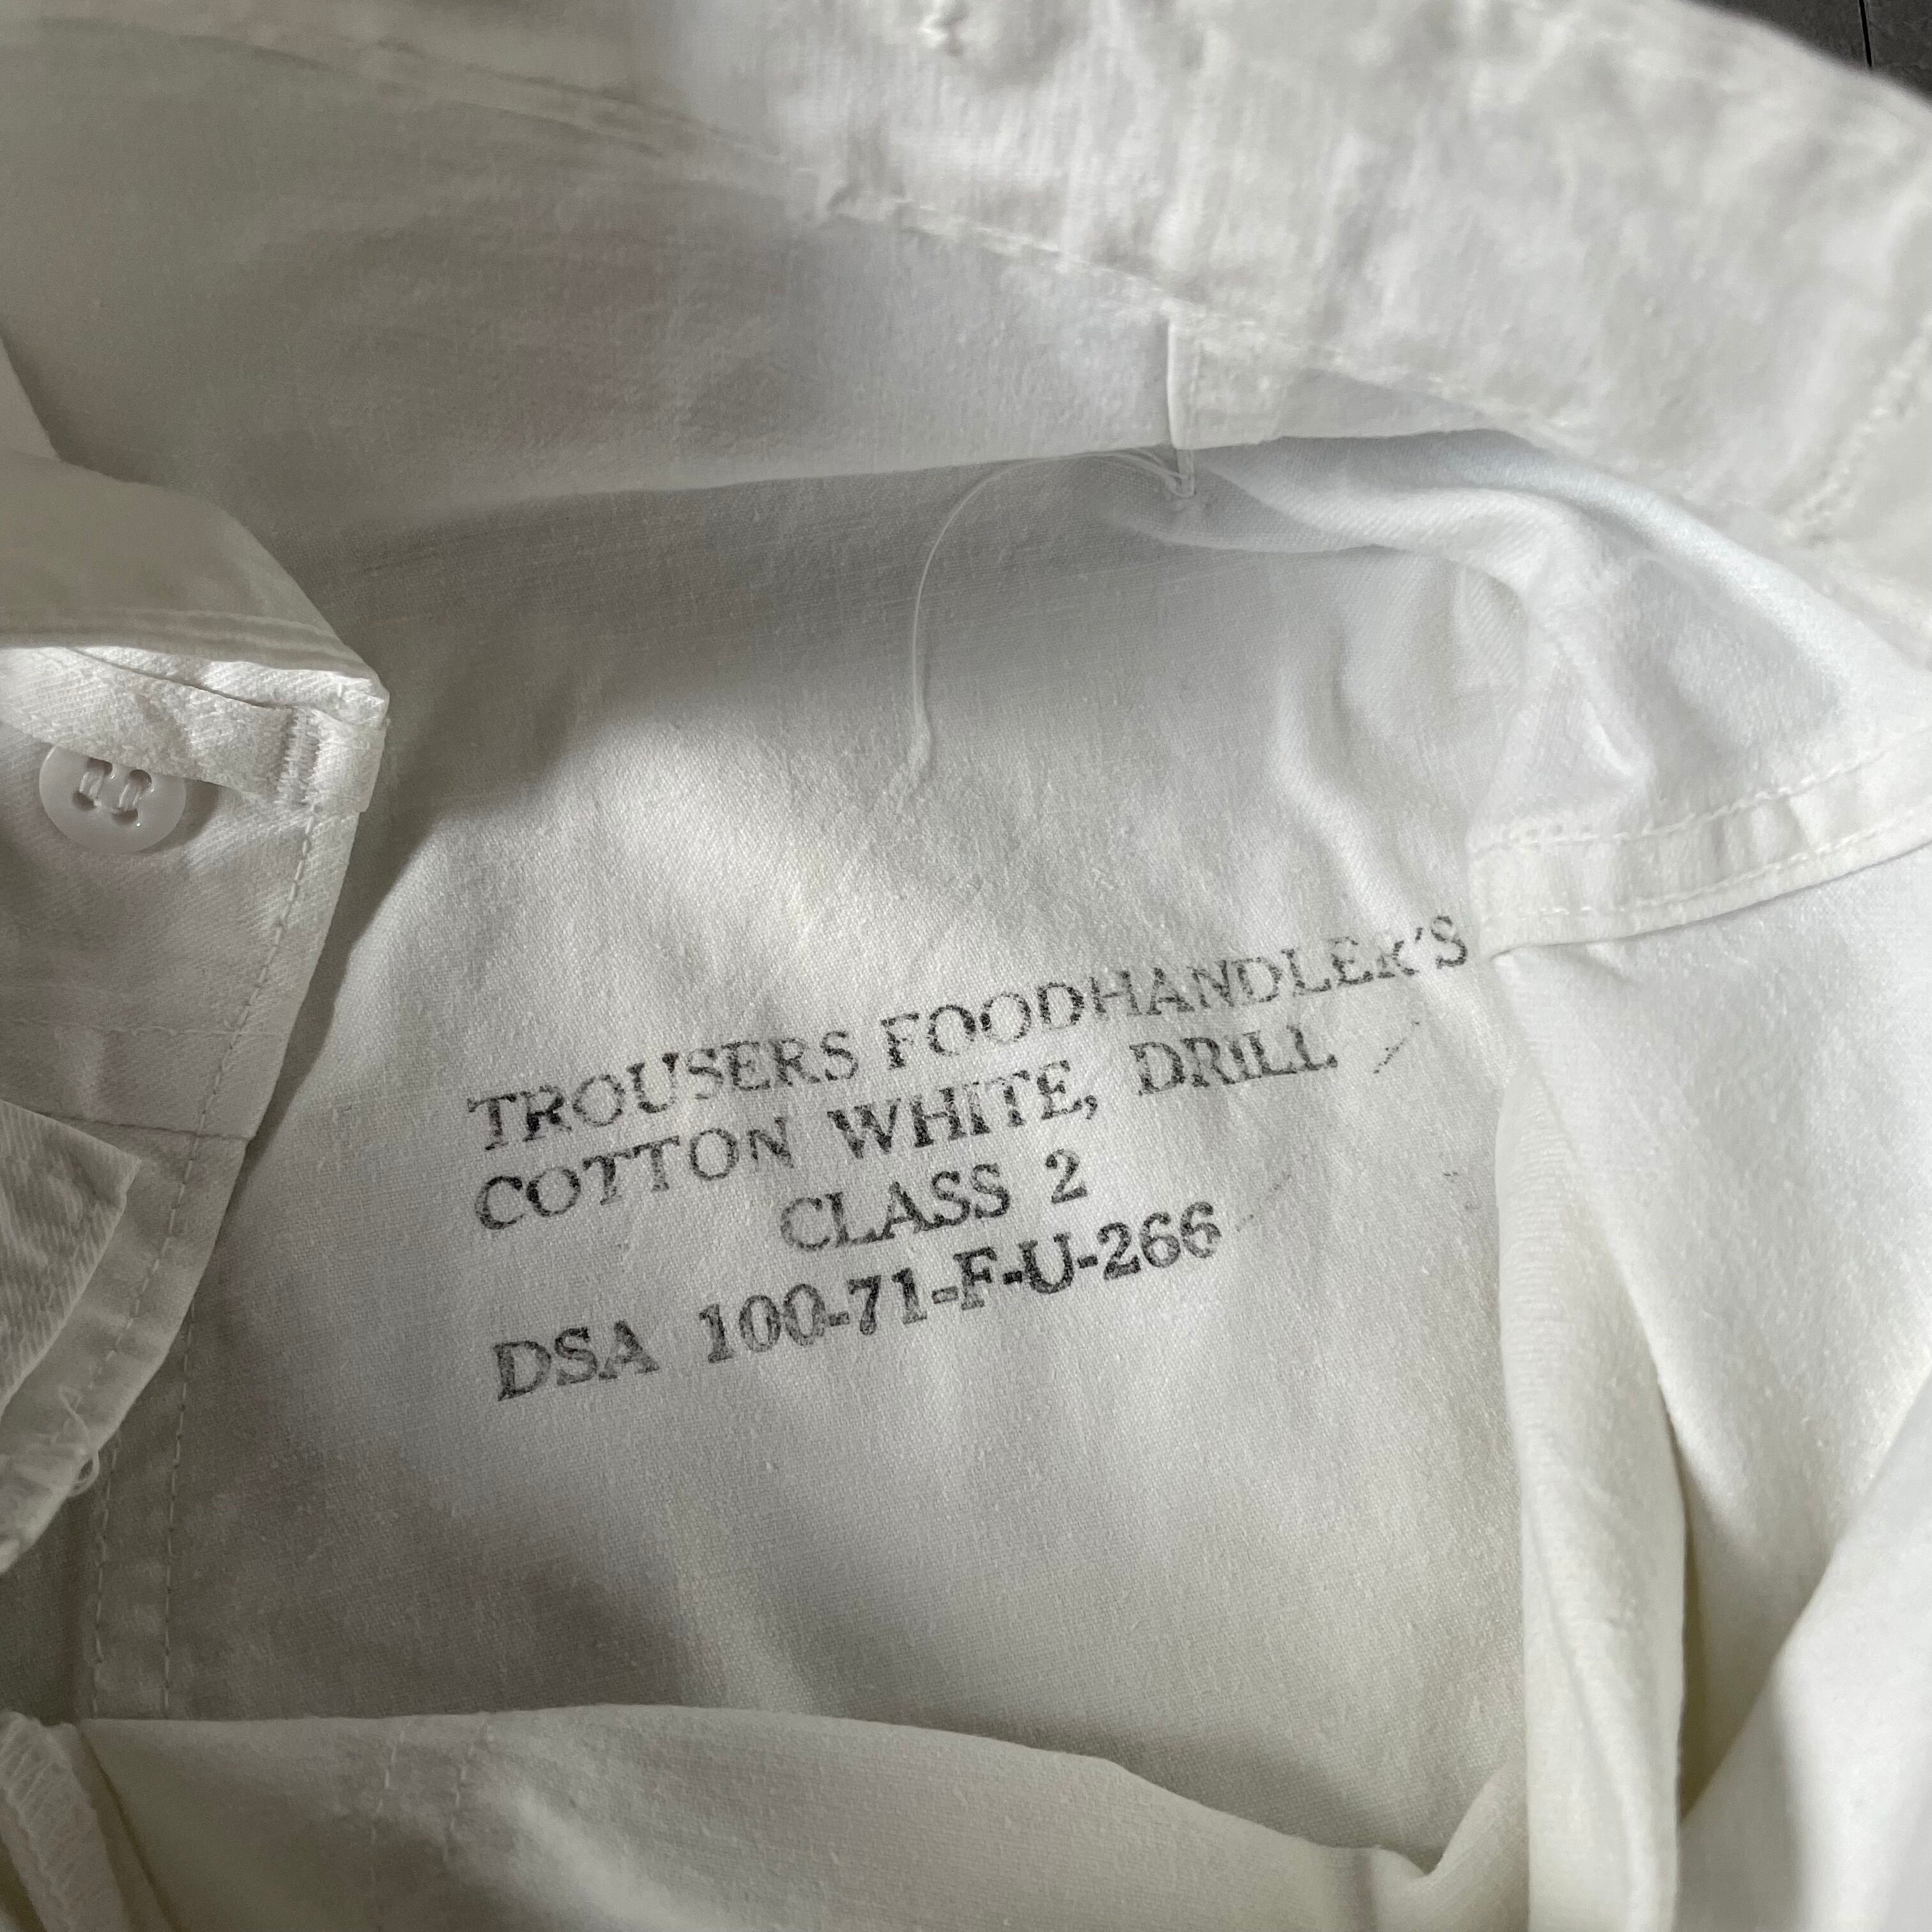 TROUSERS FOODHANDLER'S
COTTON WHITE, DRILL
CLASS 2
DSA 100-71-F-U-266